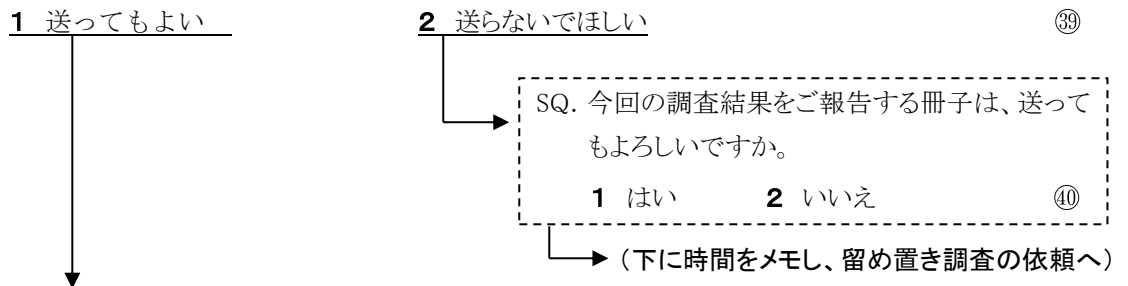 1 送ってもよい 2 送らないでほしい ㊴
SQ. 今回の調査結果をご報告する冊子は、送って
もよろしいですか。
1 はい 2 いいえ ㊵
(下に時間をメモし、留め置き調査の依頼へ)